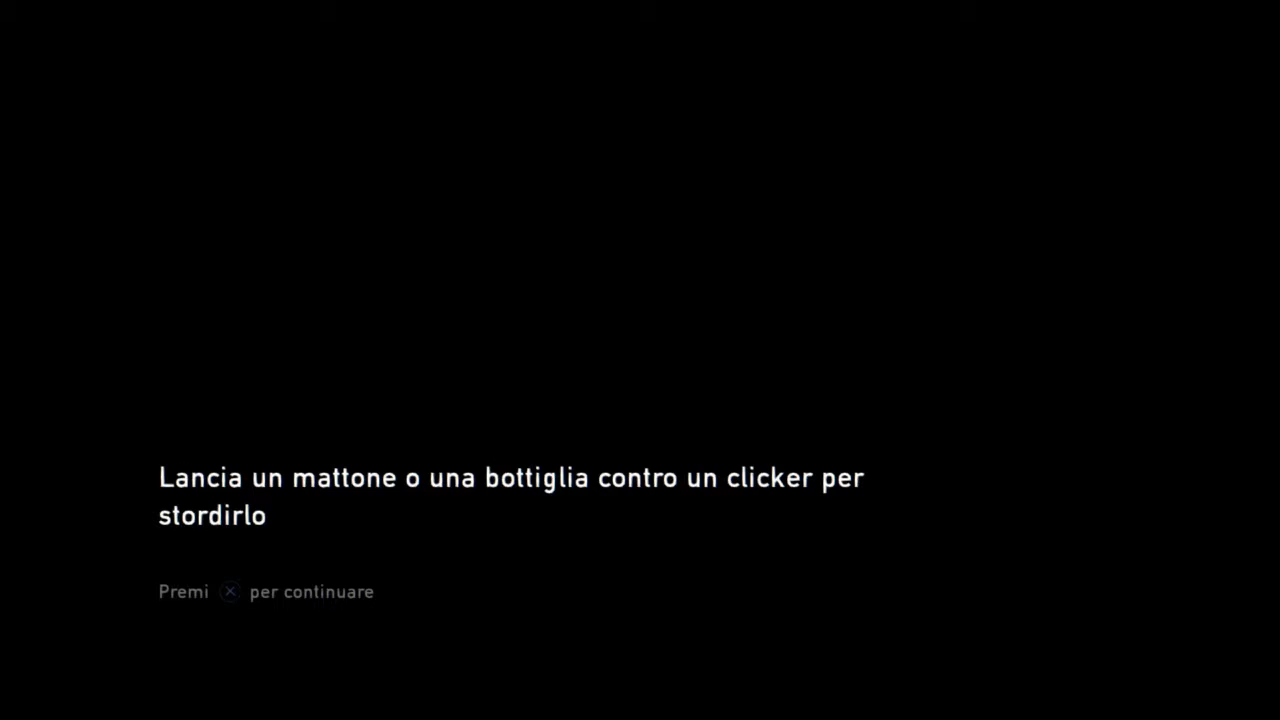 Lancia un mattone o una bottiglia contro un clicker per
stordirlo
Premi ⓧ per continuare